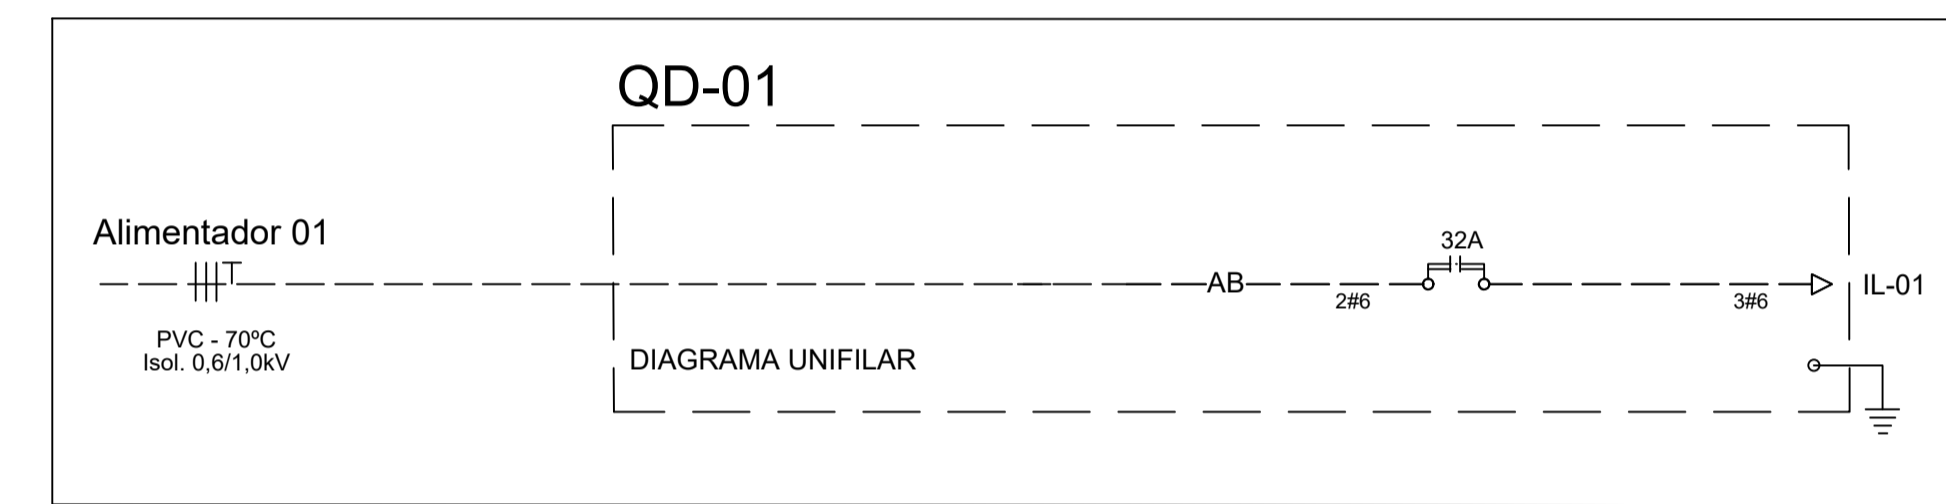 QD-01
Alimentador 01
PVC - 70ºC
Isol. 0,6/1,0kV
DIAGRAMA UNIFILAR
AB
2#6
32A
3#6
IL-01